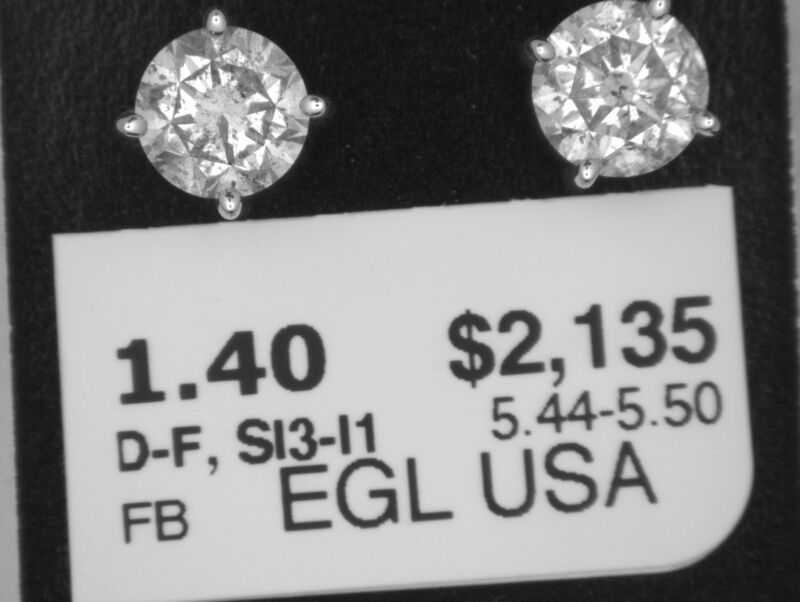 1.40 $2,135
D-F, SI3-I1 5.44-5.50
FB EGL USA